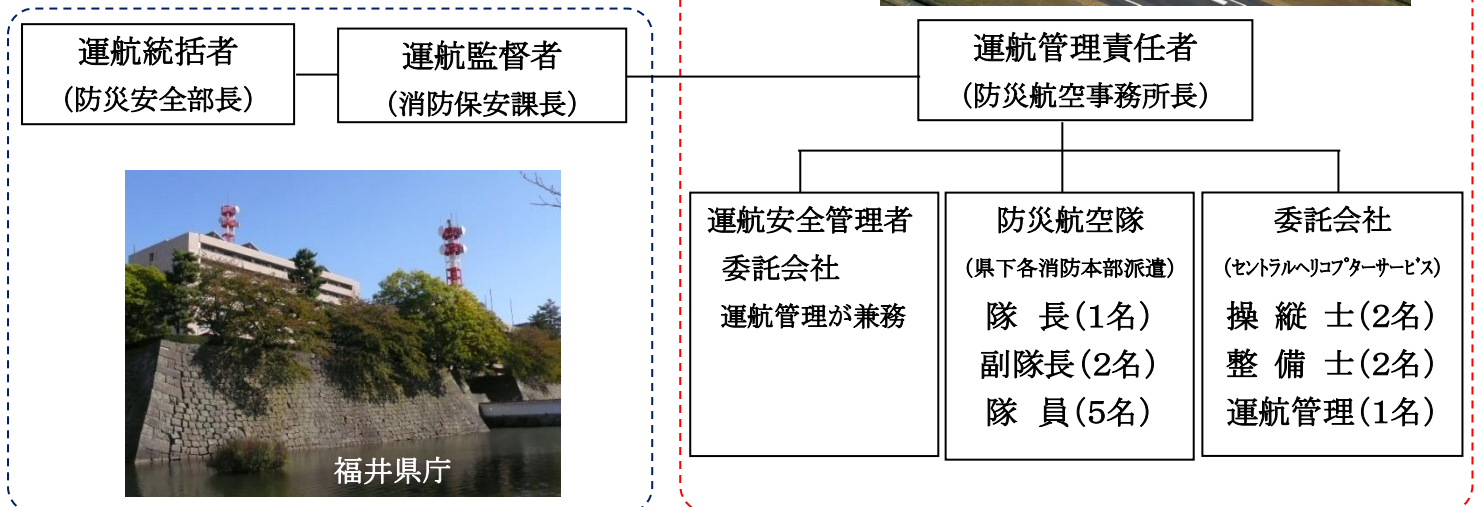 運航統括者
(防災安全部長)
運航監督者
(消防保安課長)
運航管理責任者
(防災航空事務所長)
福井県庁
運航安全管理者
委託会社
運航管理が兼務
防災航空隊
(県下各消防本部派遣)
隊 長(1名)
副隊長(2名)
隊 員(5名)
委託会社
(セントラルヘリコプターサービス)
操 縦 士(2名)
整 備 士(2名)
運航管理(1名)